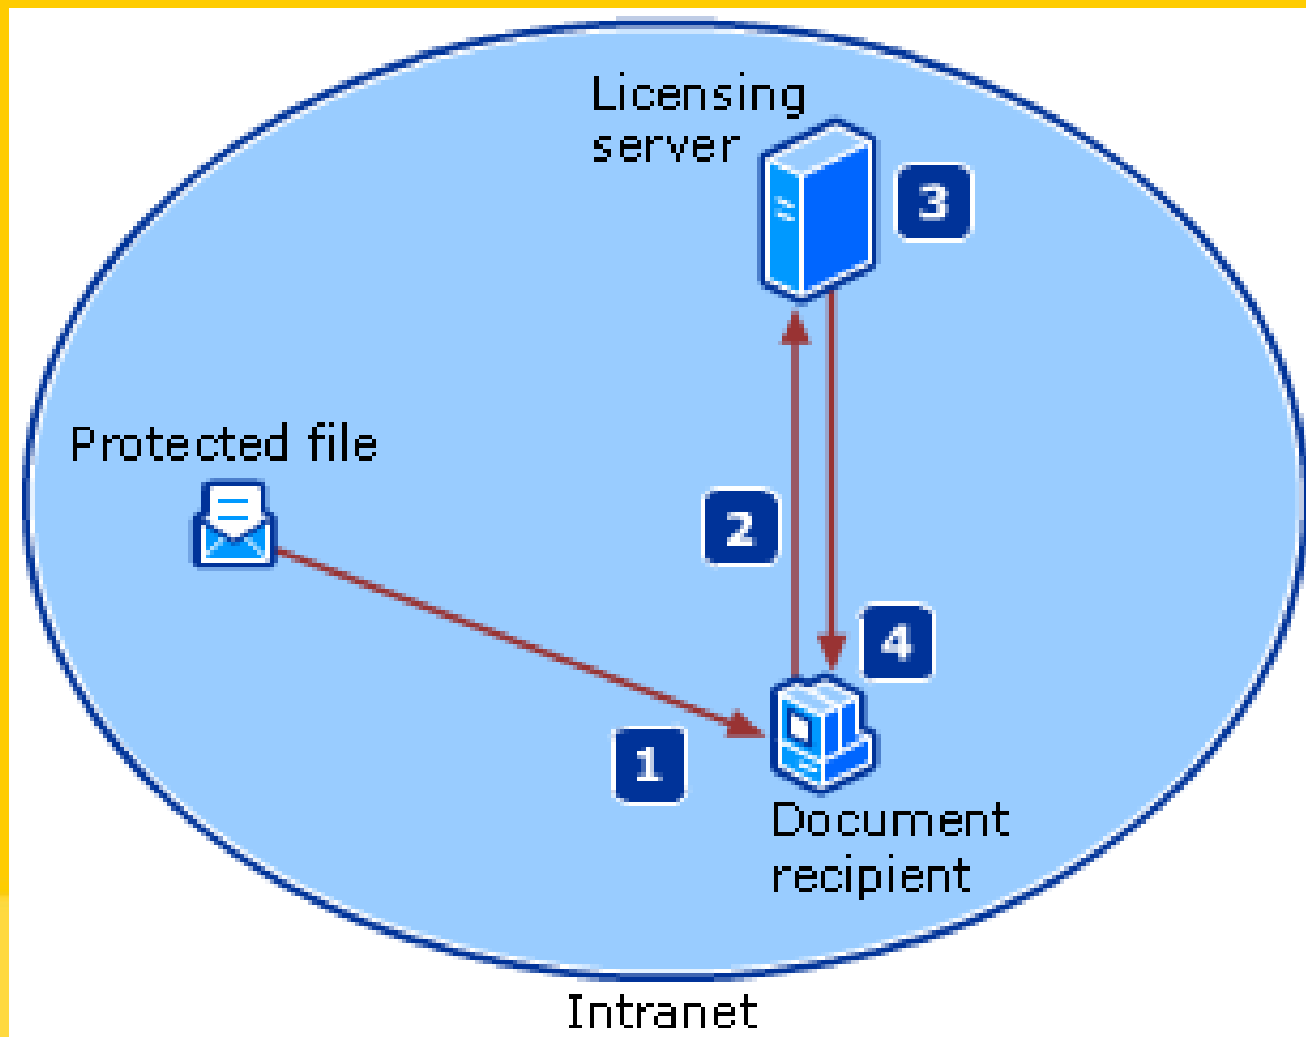 Licensing
server
3
Protected file
2
4
1
Document
recipient
Intranet